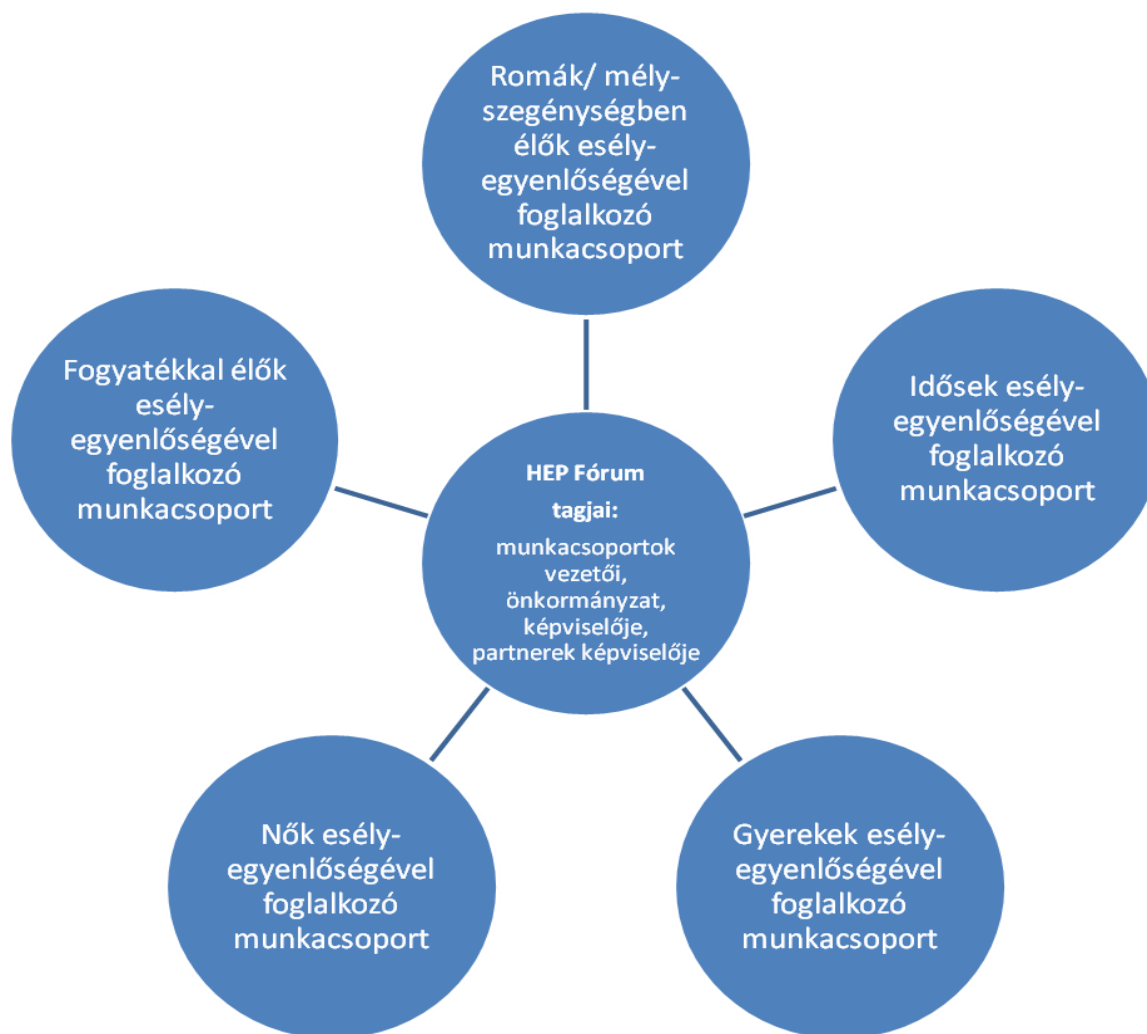 Romák/ mély-
szegénységben
élők esély-
egyenlőségével
foglalkozó
munkacsoport
Fogyatékkal élők
esély-
egyenlőségével
foglalkozó
munkacsoport
Idősek esély-
egyenlőségével
foglalkozó
munkacsoport
HEP Fórum
tagjai:
munkacsoportok
vezetői,
önkormányzat,
képviselője,
partnerek képviselője
Nők esély-
egyenlőségével
foglalkozó
munkacsoport
Gyerekek esély-
egyenlőségével
foglalkozó
munkacsoport